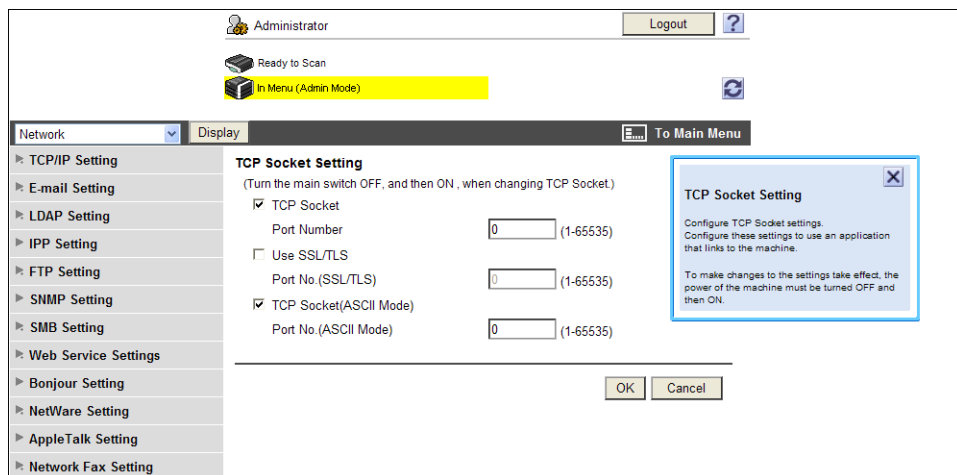 Administrator
Logout
?
Ready to Scan
In Menu (Admin Mode)
Network
Display
To Main Menu
TCP/IP Setting
E-mail Setting
LDAP Setting
IPP Setting
FTP Setting
SNMP Setting
SMB Setting
Web Service Settings
Bonjour Setting
NetWare Setting
AppleTalk Setting
Network Fax Setting
TCP Socket Setting
(Turn the main switch OFF, and then ON , when changing TCP Socket.)
TCP Socket
Port Number 0 (1-65535)
Use SSL/TLS
Port No.(SSL/TLS) 0 (1-65535)
TCP Socket(ASCII Mode)
Port No.(ASCII Mode) 0 (1-65535)
OK Cancel
TCP Socket Setting
Configure TCP Socket settings.
Configure these settings to use an application
that links to the machine.
To make changes to the settings take effect, the
power of the machine must be turned OFF and
then ON.